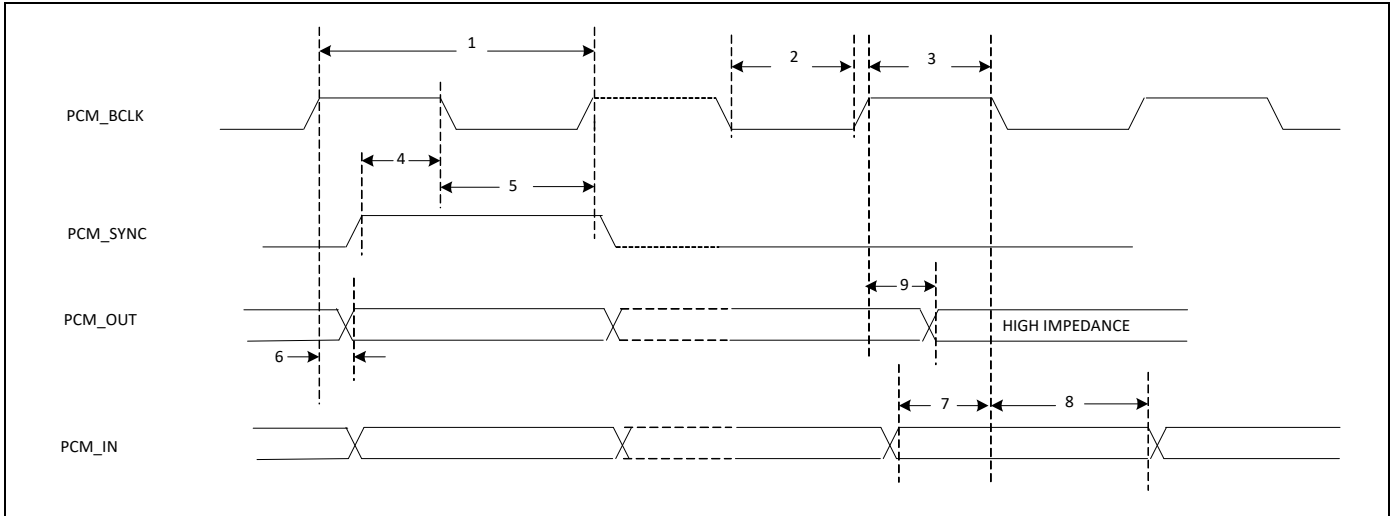 1
2
3
PCM_BCLK
4
5
PCM_SYNC
9
PCM_OUT
HIGH IMPEDANCE
6
7
8
PCM_IN